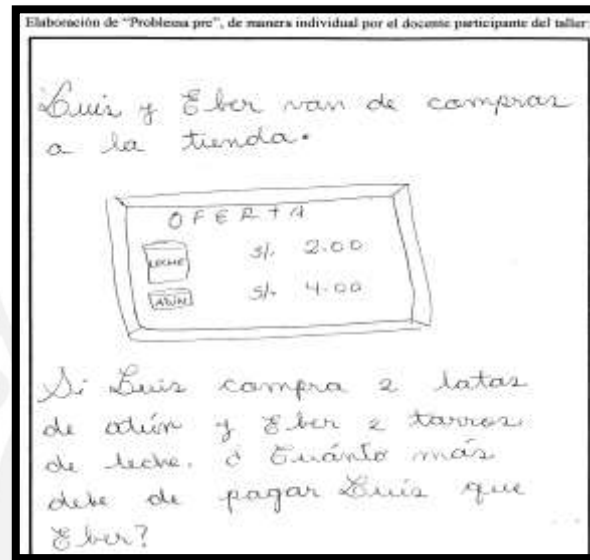 Elaboración de "Problema pre", de manera individual por el docente participante del taller
Luis y Eber van de compras
a la tienda.
OFERTA
LECHE S/. 2.00
ATÚN S/. 4.00
Si Luis compra 2 latas
de atún y Eber 2 tarros
de leche. ¿Cuánto más
debe de pagar Luis que
Eber?